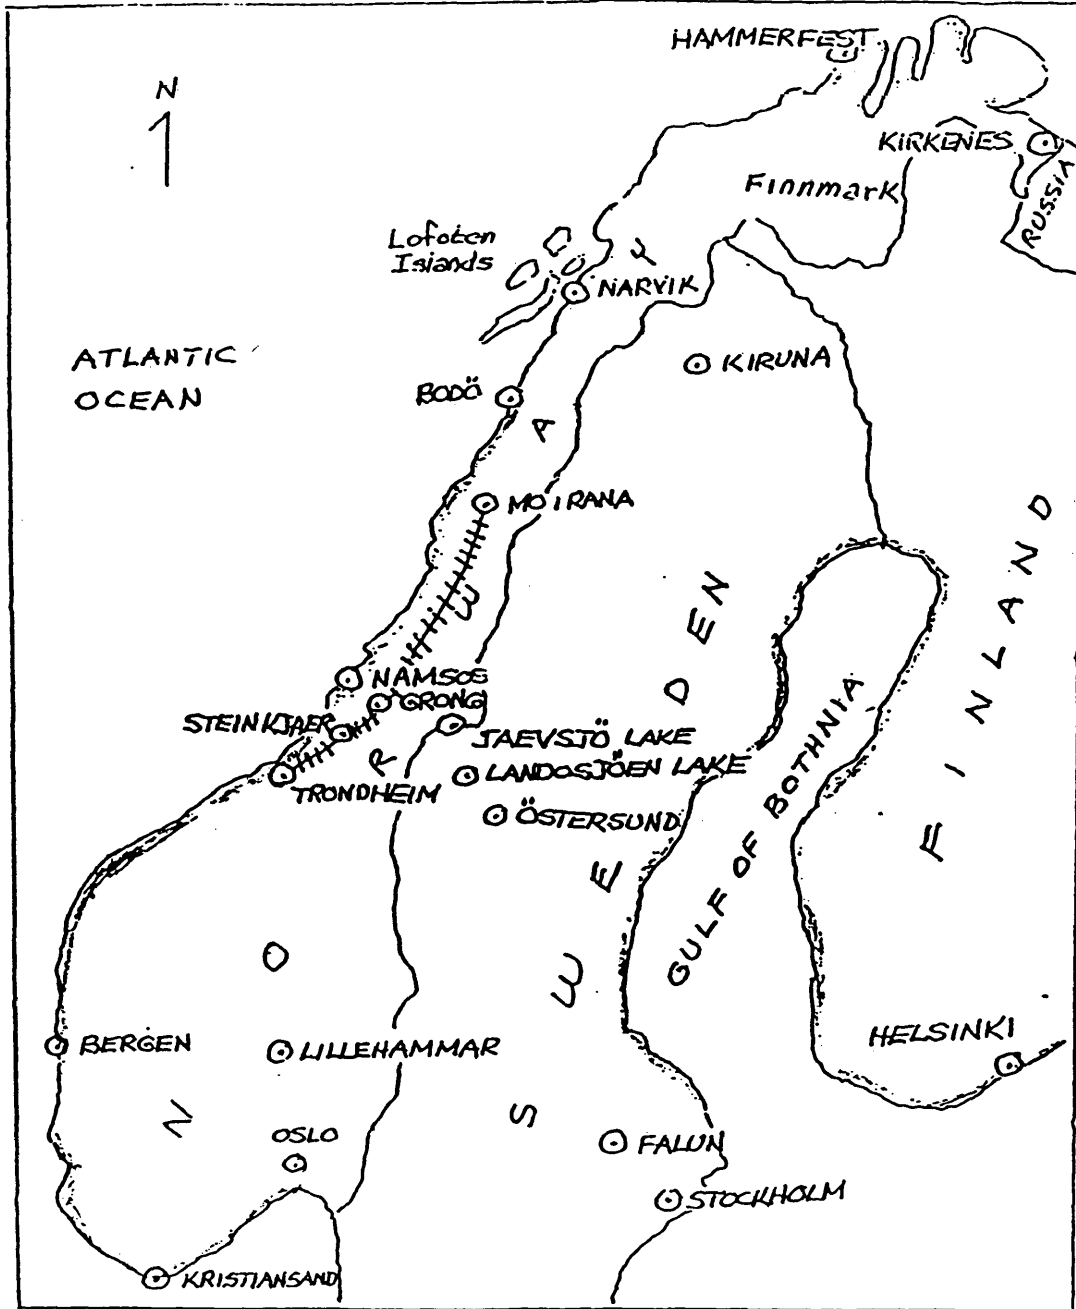 HAMMERFEST
N
KIRKENES
Finnmark
RUSSIA
Lofoten
Islands
NARVIK
ATLANTIC
OCEAN
KIRUNA
BODÖ
MO I RANA
NAMSOS
GRONG
STEINKJAER
JAEVSJÖ LAKE
LANDOSJÖEN LAKE
TRONDHEIM
ÖSTERSUND
GULF OF BOTHNIA
FINLAND
SWEDEN
NORWEY
BERGEN
LILLEHAMMAR
HELSINKI
OSLO
FALUN
STOCKHOLM
KRISTIANSAND